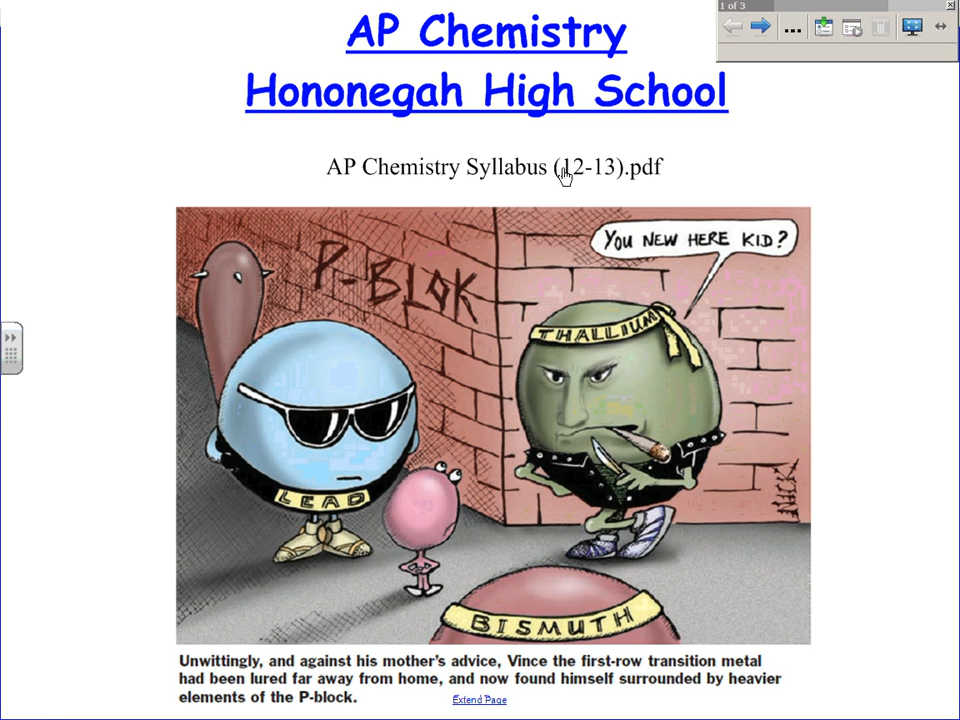 1 of 3
AP Chemistry
Hononegah High School
...
AP Chemistry Syllabus (12-13).pdf
P-BLOK
YOU NEW HERE KID?
THALLIUM
LEAD
BISMUTH
Unwittingly, and against his mother's advice, Vince the first-row transition metal
had been lured far away from home, and now found himself surrounded by heavier
elements of the P-block.
Extend Page